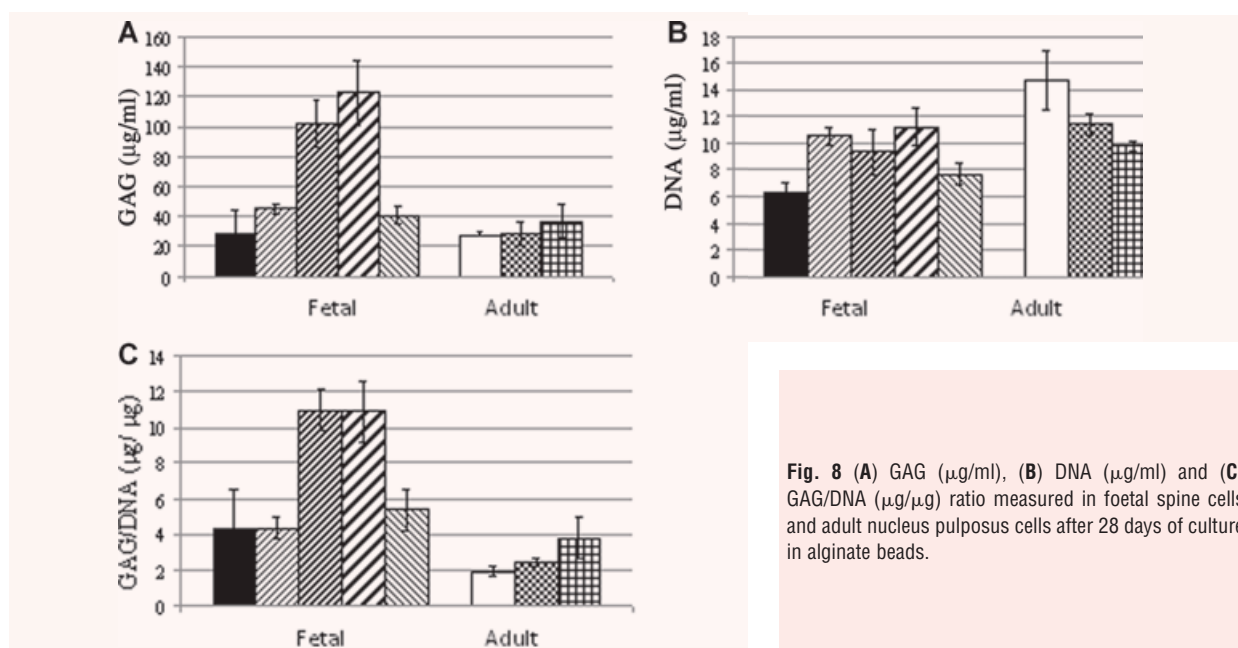 A
160
140
120
100
80
60
40
20
0
GAG (µg/ml)
Fetal
Adult
B
18
16
14
12
10
8
6
4
2
0
DNA (µg/ml)
Fetal
Adult
C
14
12
10
8
6
4
2
0
GAG/DNA (µg/ µg)
Fetal
Adult
Fig. 8 (A) GAG (µg/ml), (B) DNA (µg/ml) and (C
GAG/DNA (µg/µg) ratio measured in foetal spine cells
and adult nucleus pulposus cells after 28 days of culture
in alginate beads.